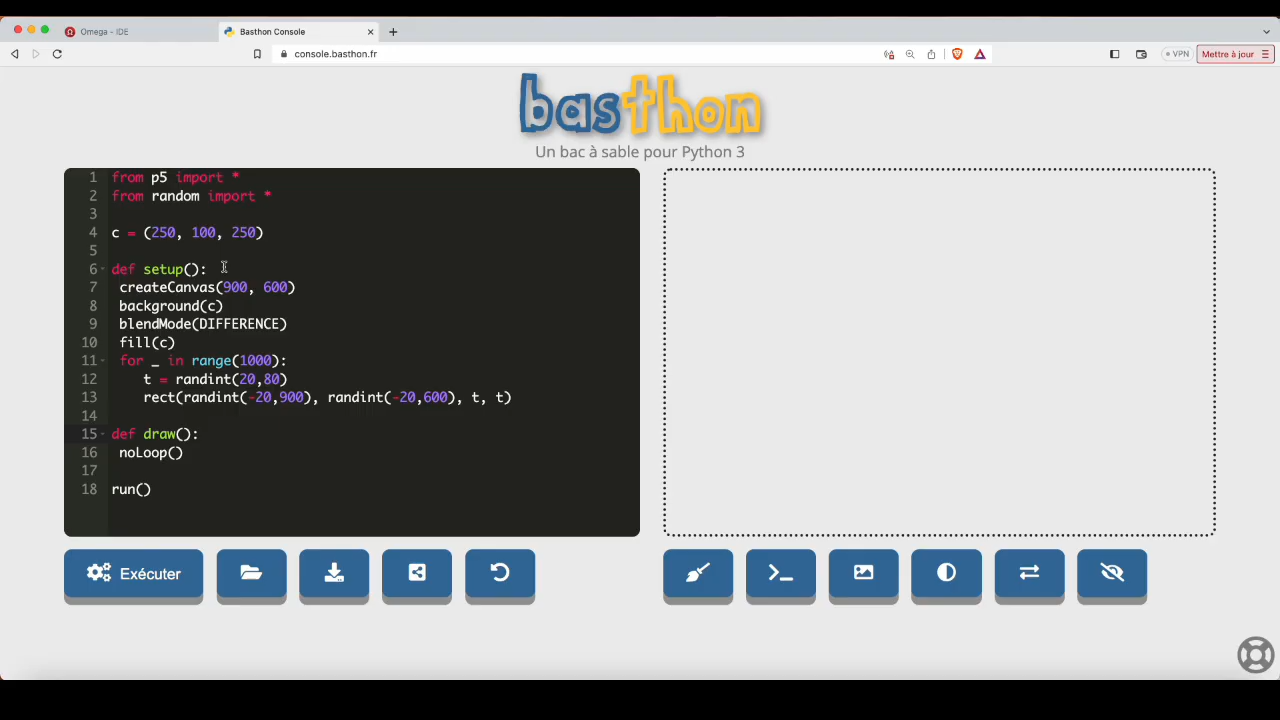 Omega - IDE
Basthon Console
console.basthon.fr
VPN
Mettre à jour
basthon
Un bac à sable pour Python 3
1 from p5 import *
2 from random import *
3
4 c = (250, 100, 250)
5
6 def setup():
7 createCanvas(900, 600)
8 background(c)
9 blendMode(DIFFERENCE)
10 fill(c)
11 for _ in range(1000):
12 t = randint(20,80)
13 rect(randint(-20,900), randint(-20,600), t, t)
14
15 def draw():
16 noLoop()
17
18 run()
Exécuter